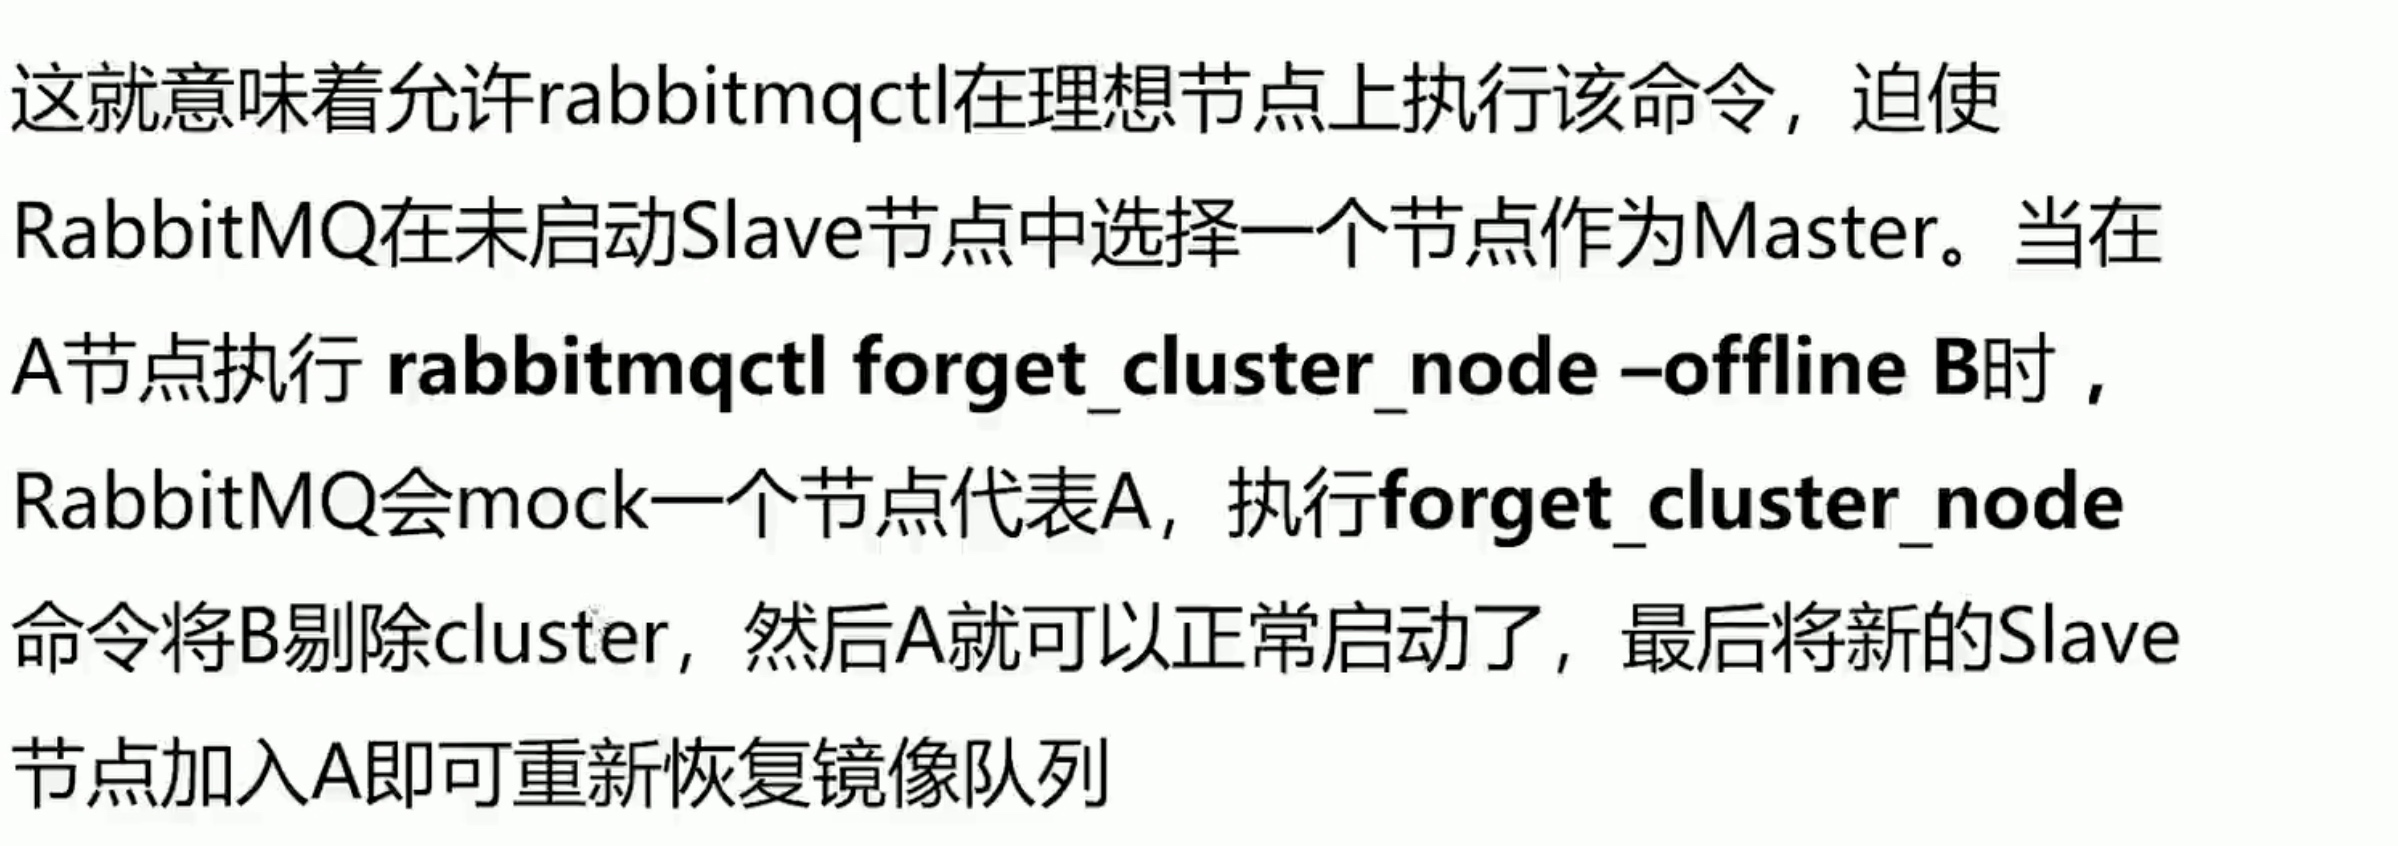 这就意味着允许rabbitmqctl在理想节点上执行该命令，迫使
RabbitMQ在未启动Slave节点中选择一个节点作为Master。当在
A节点执行 rabbitmqctl forget_cluster_node –offline B时，
RabbitMQ会mock一个节点代表A，执行forget_cluster_node
命令将B剔除cluster，然后A就可以正常启动了，最后将新的Slave
节点加入A即可重新恢复镜像队列